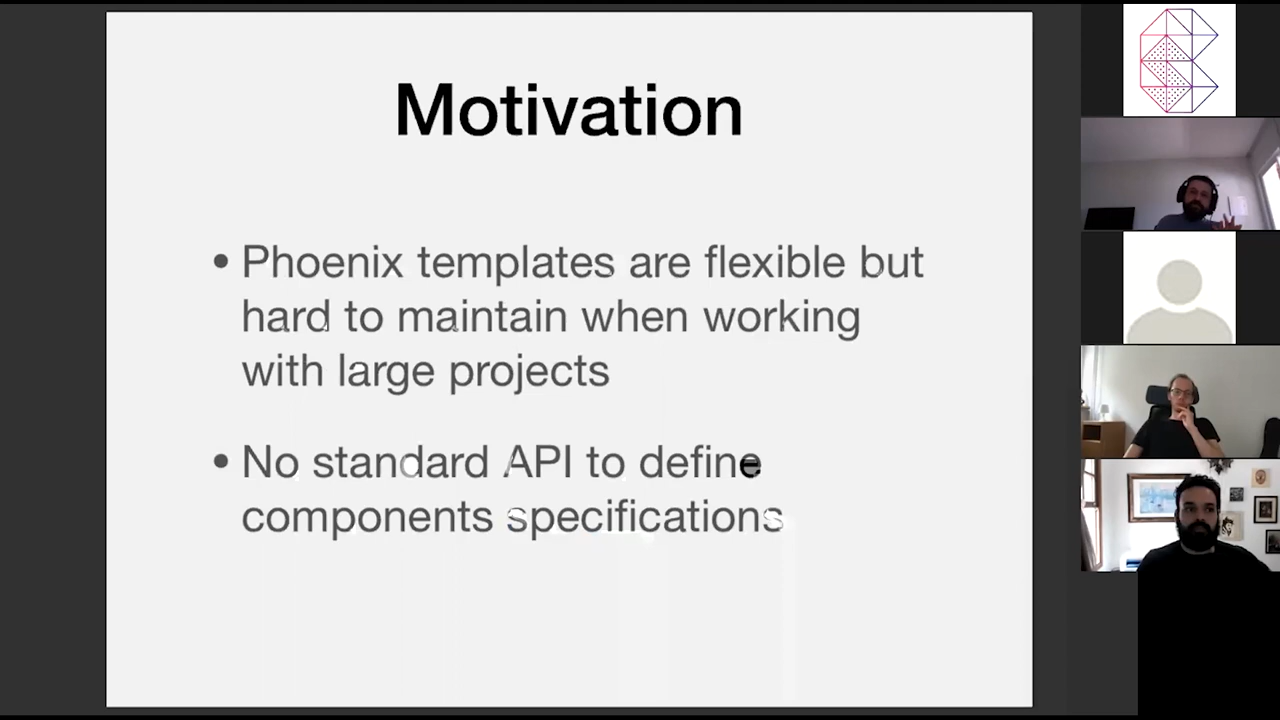 Motivation
• Phoenix templates are flexible but
hard to maintain when working
with large projects
• No standard API to define
components specifications